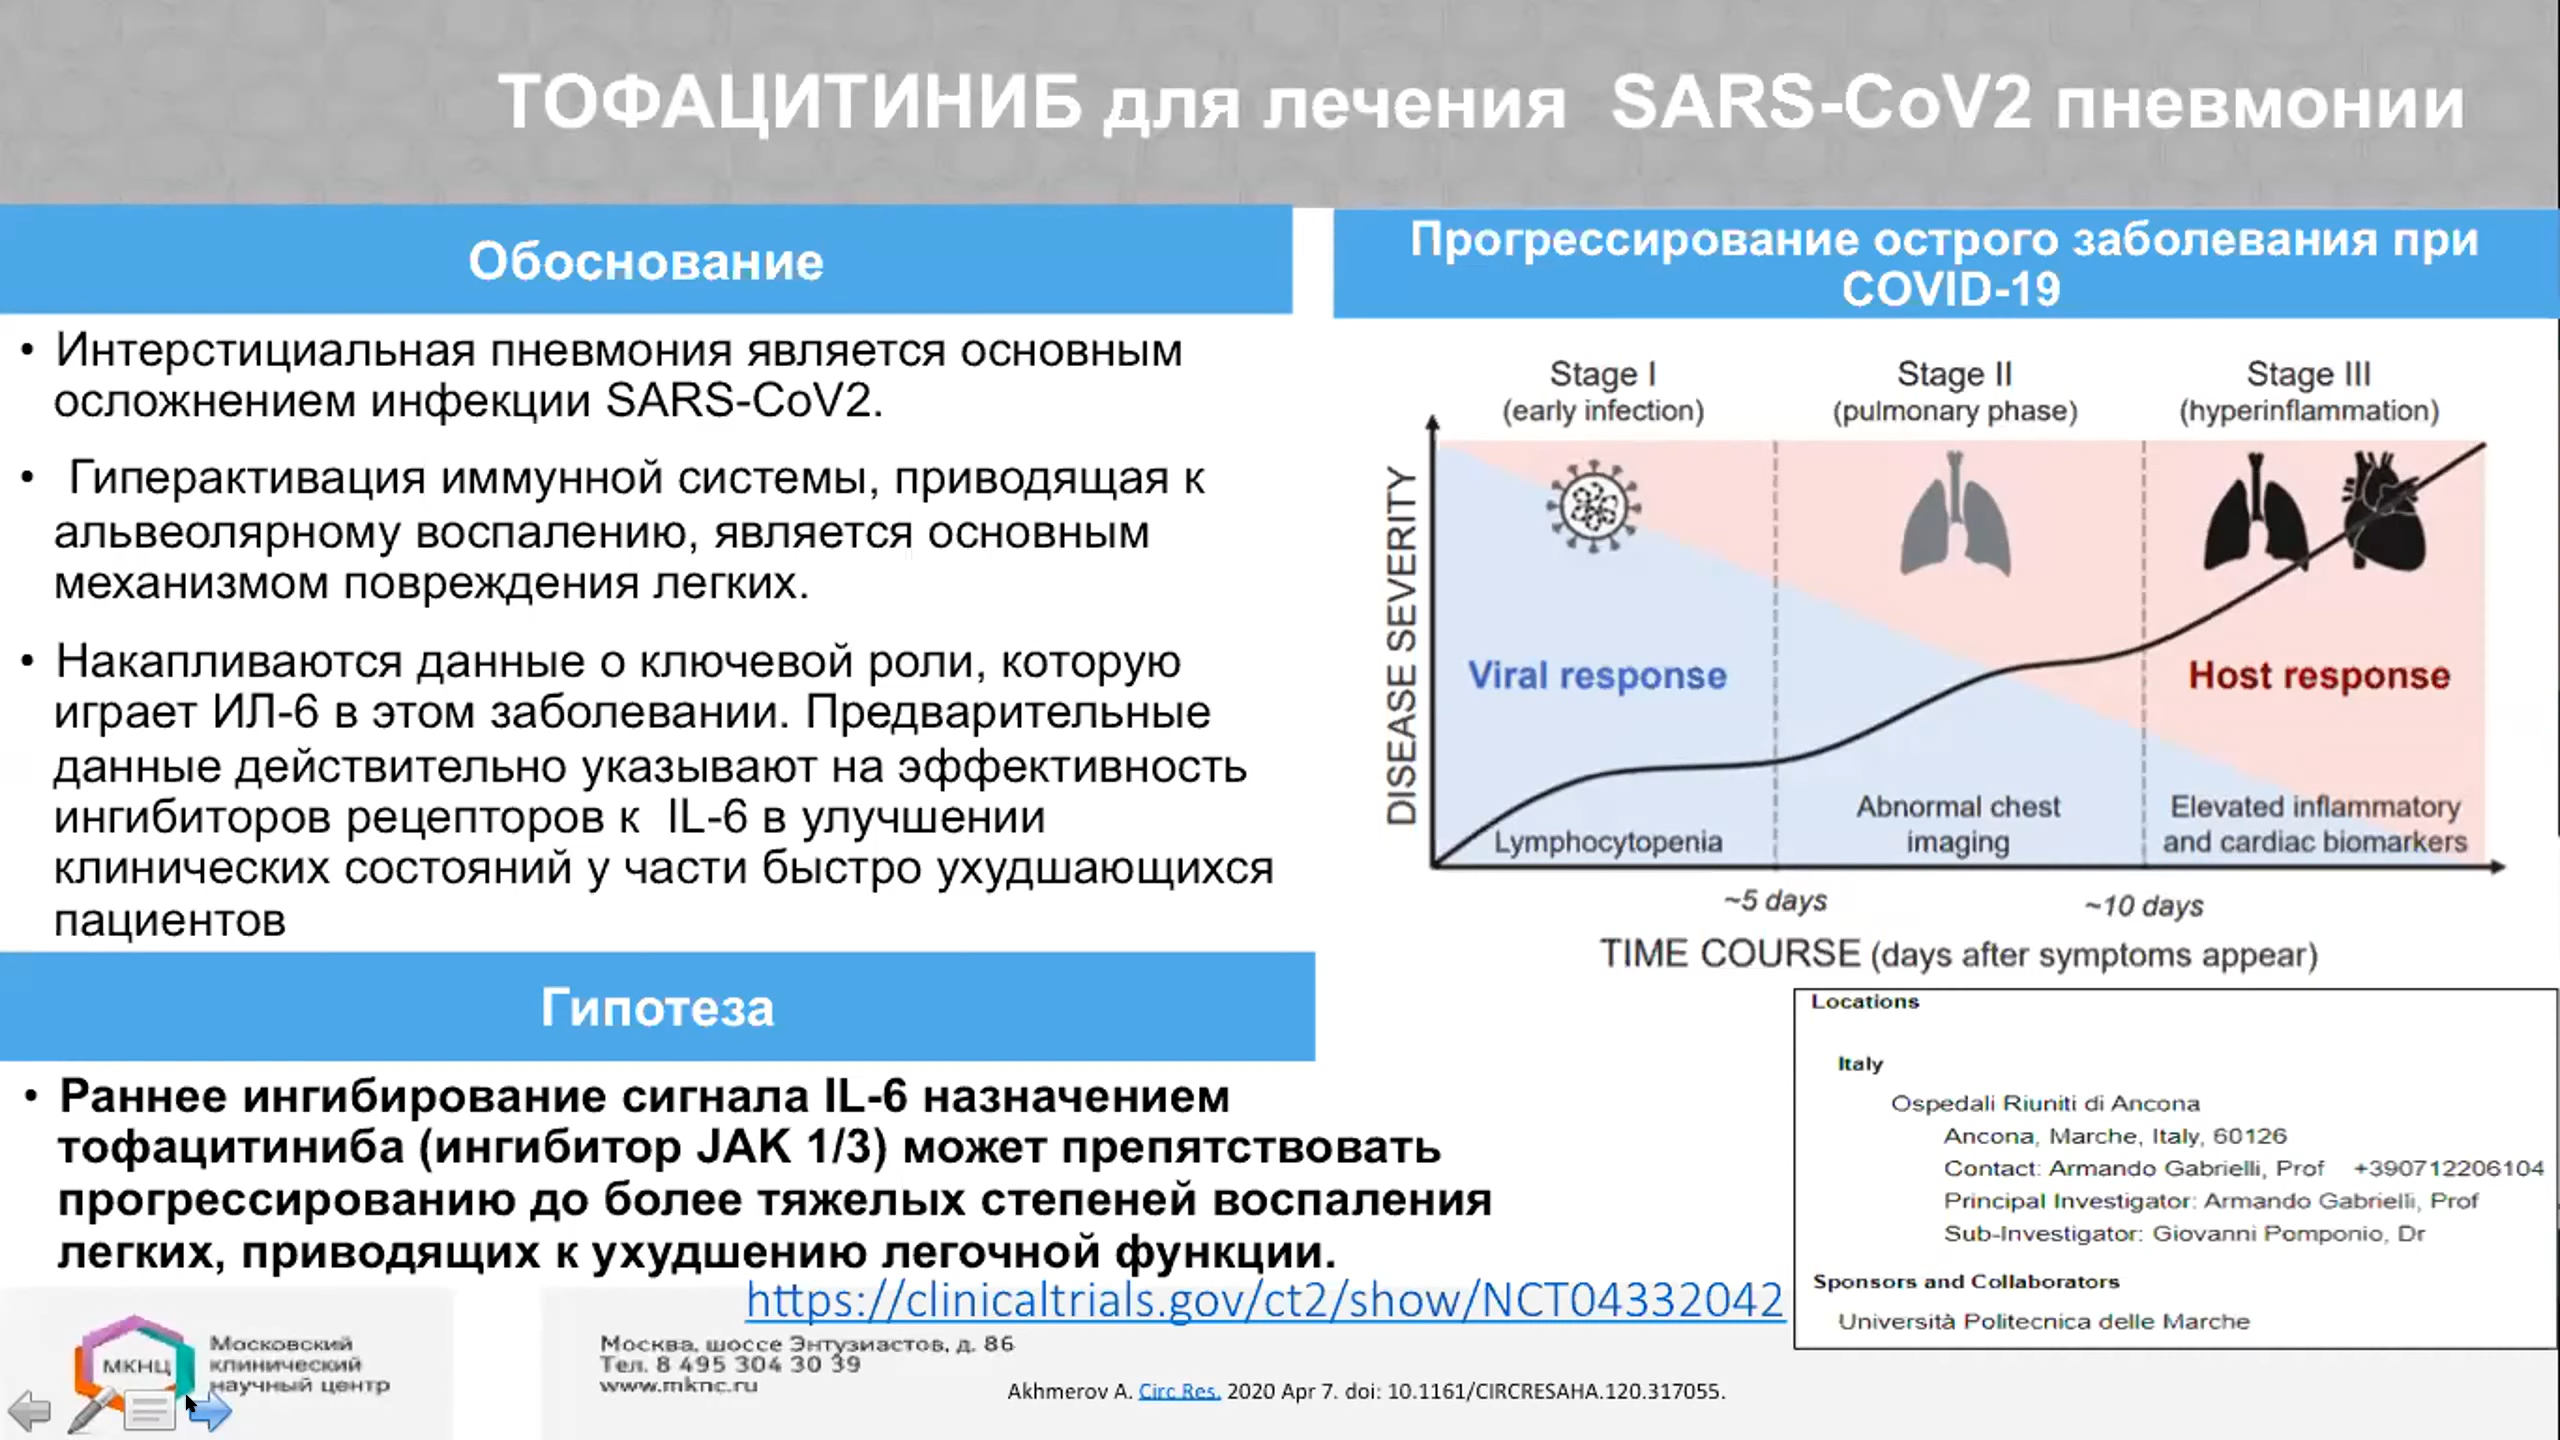 ТОФАЦИТИНИБ для лечения SARS-CoV2 пневмонии
Обоснование
• Интерстициальная пневмония является основным
осложнением инфекции SARS-CoV2.
• Гиперактивация иммунной системы, приводящая к
альвеолярному воспалению, является основным
механизмом повреждения легких.
• Накапливаются данные о ключевой роли, которую
играет ИЛ-6 в этом заболевании. Предварительные
данные действительно указывают на эффективность
ингибиторов рецепторов к IL-6 в улучшении
клинических состояний у части быстро ухудшающихся
пациентов
Гипотеза
• Раннее ингибирование сигнала IL-6 назначением
тофацитиниба (ингибитор JAK 1/3) может препятствовать
прогрессированию до более тяжелых степеней воспаления
легких, приводящих к ухудшению легочной функции.
https://clinicaltrials.gov/ct2/show/NCT04332042
Прогрессирование острого заболевания при
COVID-19
Stage I
(early infection)
Stage II
(pulmonary phase)
Stage III
(hyperinflammation)
DISEASE SEVERITY
Viral response
Host response
Lymphocytopenia
Abnormal chest
imaging
Elevated inflammatory
and cardiac biomarkers
~5 days
~10 days
TIME COURSE (days after symptoms appear)
Locations
Italy
Ospedali Riuniti di Ancona
Ancona, Marche, Italy, 60126
Contact: Armando Gabrielli, Prof +390712206104
Principal Investigator: Armando Gabrielli, Prof
Sub-Investigator: Giovanni Pomponio, Dr
Sponsors and Collaborators
Università Politecnica delle Marche
МКНЦ
Московский
клинический
научный центр
Москва, шоссе Энтузиастов, д. 86
Тел. 8 495 304 30 39
www.mknc.ru
Akhmerov A. Circ Res. 2020 Apr 7. doi: 10.1161/CIRCRESAHA.120.317055.